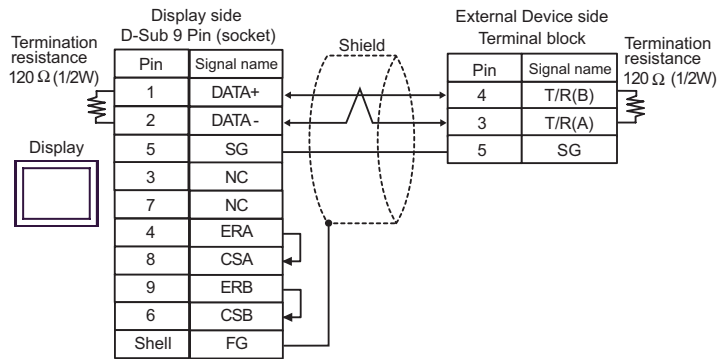 Display side
D-Sub 9 Pin (socket)
External Device side
Terminal block
Termination
resistance
120 Ω (1/2W)
Shield
Termination
resistance
120 Ω (1/2W)
Display
Pin Signal name
1 DATA+
2 DATA-
5 SG
3 NC
7 NC
4 ERA
8 CSA
9 ERB
6 CSB
Shell FG
Pin Signal name
4 T/R(B)
3 T/R(A)
5 SG